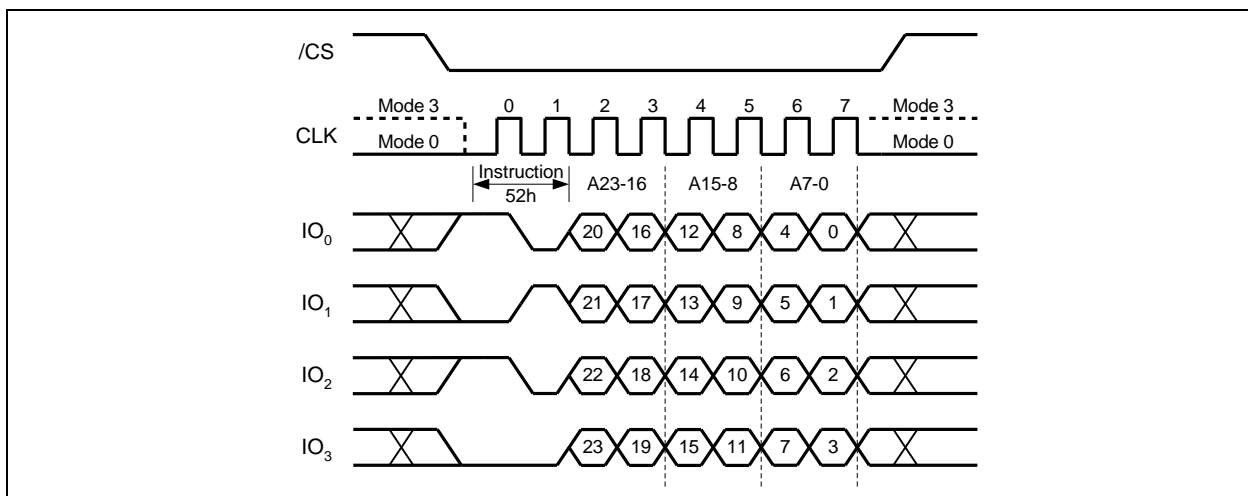 /CS
Mode 3 0 1 2 3 4 5 6 7 Mode 3
CLK Mode 0 Mode 0
Instruction A23-16 A15-8 A7-0
52h
IO0 20 16 12 8 4 0
IO1 21 17 13 9 5 1
IO2 22 18 14 10 6 2
IO3 23 19 15 11 7 3